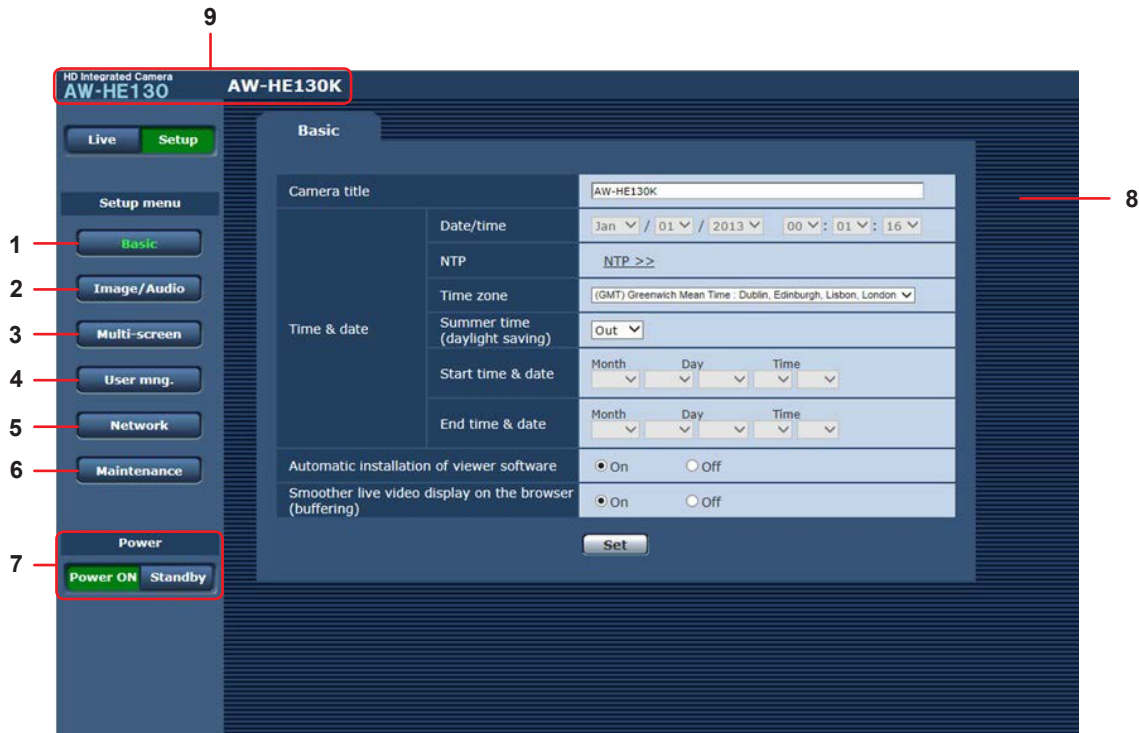 9
HD Integrated Camera
AW-HE130
AW-HE130K
Live
Setup
Basic
Setup menu
Camera title
AW-HE130K
8
1
Basic
Time & date
Date/time
Jan / 01 / 2013 00 : 01 : 16
NTP
NTP >>
2
Image/Audio
Time zone
(GMT) Greenwich Mean Time : Dublin, Edinburgh, Lisbon, London
3
Multi-screen
Summer time
(daylight saving)
Out
4
User mng.
Start time & date
Month Day Time
5
Network
End time & date
Month Day Time
6
Maintenance
Automatic installation of viewer software
On Off
Smoother live video display on the browser
(buffering)
On Off
Set
7
Power
Power ON
Standby